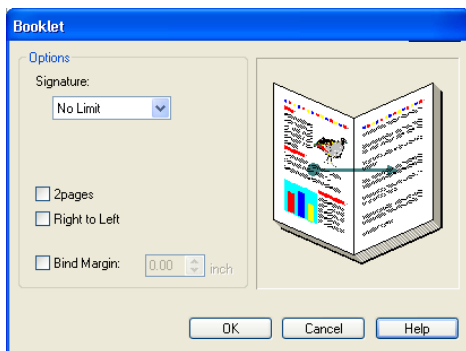 Booklet
Options
Signature:
No Limit
2pages
Right to Left
Bind Margin: 0.00 inch
OK Cancel Help